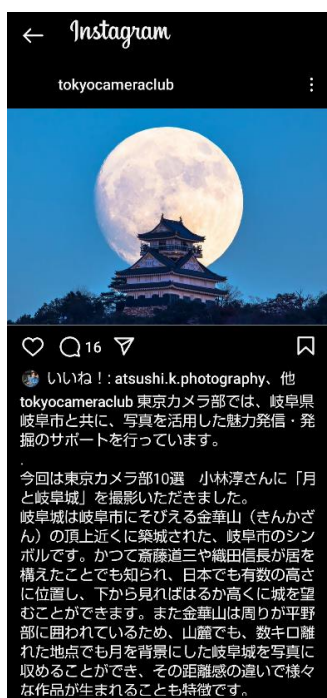 Instagram
tokyocameraclub
16
いいね！: atsushi.k.photography、他
tokyocameraclub 東京カメラ部では、岐阜県
岐阜市と共に、写真を活用した魅力発信・発
掘のサポートを行っています。
.
今回は東京カメラ部10選　小林淳さんに「月
と岐阜城」を撮影いただきました。
岐阜城は岐阜市にそびえる金華山（きんかざ
ん）の頂上近くに築城された、岐阜市のシン
ボルです。かつて斎藤道三や織田信長が居を
構えたことでも知られ、日本でも有数の高さ
に位置し、下から見ればはるか高くに城を望
むことができます。また金華山は周りが平野
部に囲われているため、山麓でも、数キロ離
れた地点でも月を背景にした岐阜城を写真に
収めることができ、その距離感の違いで様々
な作品が生まれることも特徴です。